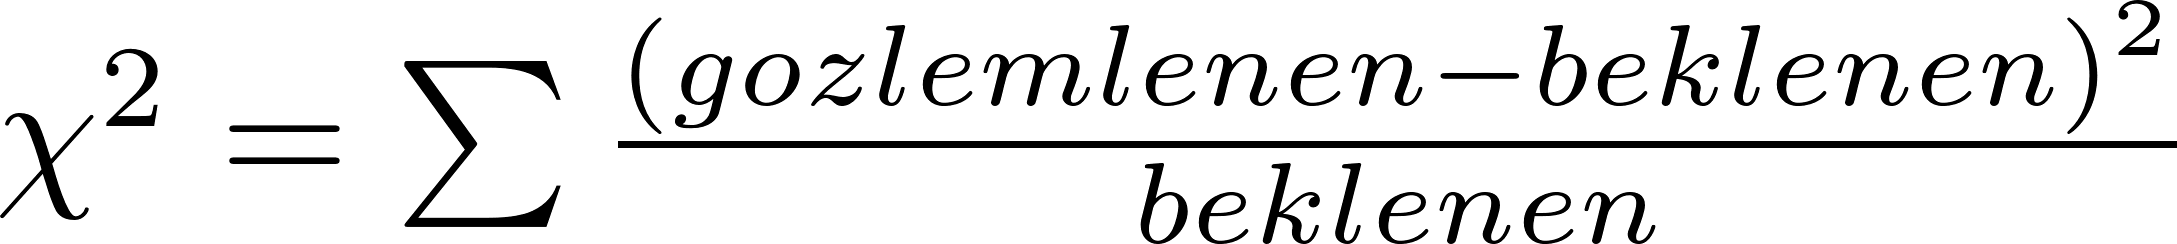 χ² = ∑ (gozlemlenen−beklenen)²
beklenen